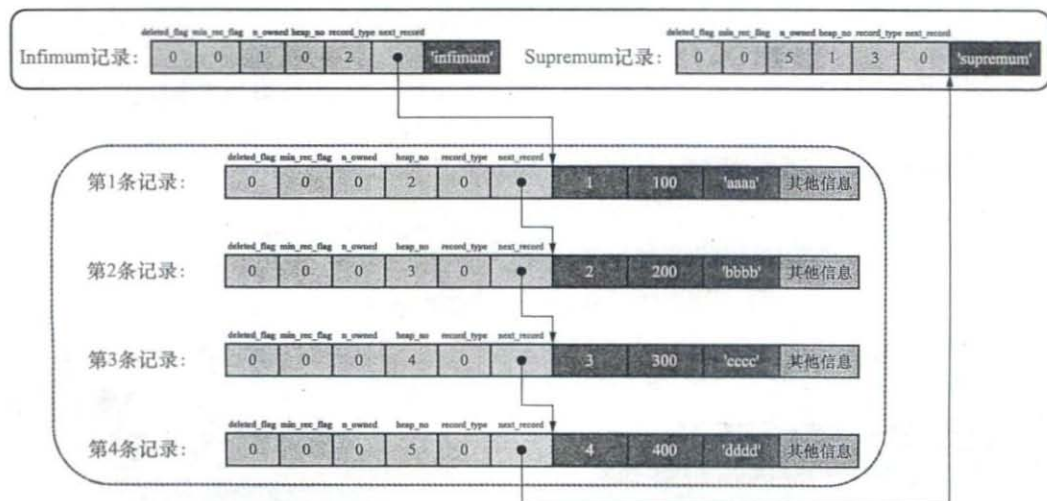 deleted_flag min_rec_flag n_owned heap_no record_type next_record
Infimum记录: 0 0 1 0 2 'infimum'
deleted_flag min_rec_flag n_owned heap_no record_type next_record
Supremum记录: 0 0 5 1 3 0 'supremum'
deleted_flag min_rec_flag n_owned heap_no record_type next_record
第1条记录: 0 0 0 2 0 1 100 'aaaa' 其他信息
deleted_flag min_rec_flag n_owned heap_no record_type next_record
第2条记录: 0 0 0 3 0 2 200 'bbbb' 其他信息
deleted_flag min_rec_flag n_owned heap_no record_type next_record
第3条记录: 0 0 0 4 0 3 300 'cccc' 其他信息
deleted_flag min_rec_flag n_owned heap_no record_type next_record
第4条记录: 0 0 0 5 0 4 400 'dddd' 其他信息